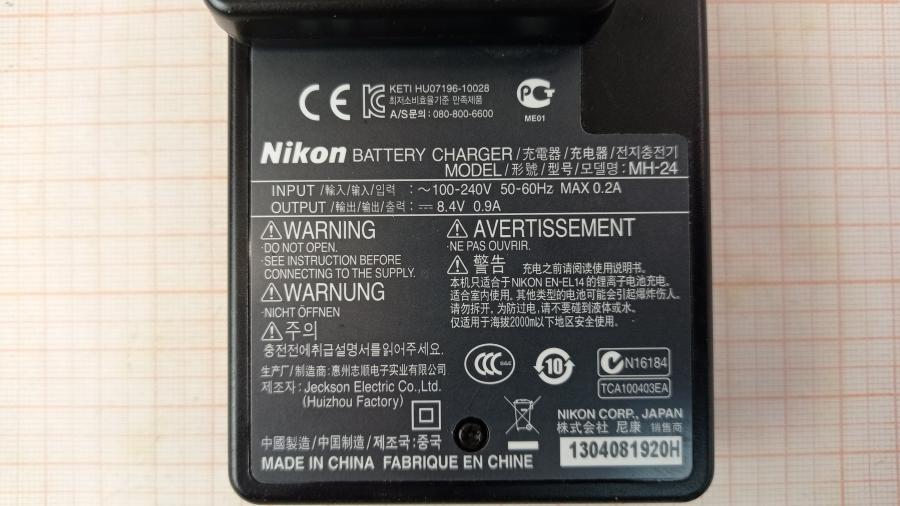 CE
KETI HU07196-10028
최저소비효율기준 만족제품
A/S문의 : 080-800-6600
ME01
Nikon BATTERY CHARGER/充電器/充电器/전지충전기
MODEL/形號/型号/모델명: MH-24
INPUT /輸入/输入/입력 : ～100-240V 50-60Hz MAX 0.2A
OUTPUT /輸出/输出/출력 : ⎓ 8.4V 0.9A
⚠WARNING
·DO NOT OPEN.
·SEE INSTRUCTION BEFORE
CONNECTING TO THE SUPPLY.
⚠WARNUNG
·NICHT ÖFFNEN
⚠주의
충전전에취급설명서를읽어주세요.
⚠ AVERTISSEMENT
·NE PAS OUVRIR.
⚠ 警告 充电之前请阅读使用说明书.
本机只适合于NIKON EN-EL14的锂离子电池充电.
适合室内使用. 其他类型的电池可能会引起爆炸伤人.
请勿拆开. 为防过电, 请不要碰到液体或水.
仅适用于海拔2000m以下地区安全使用.
生产厂/制造商: 惠州志顺电子实业有限公司
제조자: Jeckson Electric Co.,Ltd.
(Huizhou Factory)
CCC
10
N16184
TCA100403EA
NIKON CORP., JAPAN
株式会社 尼康 销售商
1304081920H
中國製造/中国制造/제조국:중국
MADE IN CHINA FABRIQUE EN CHINE